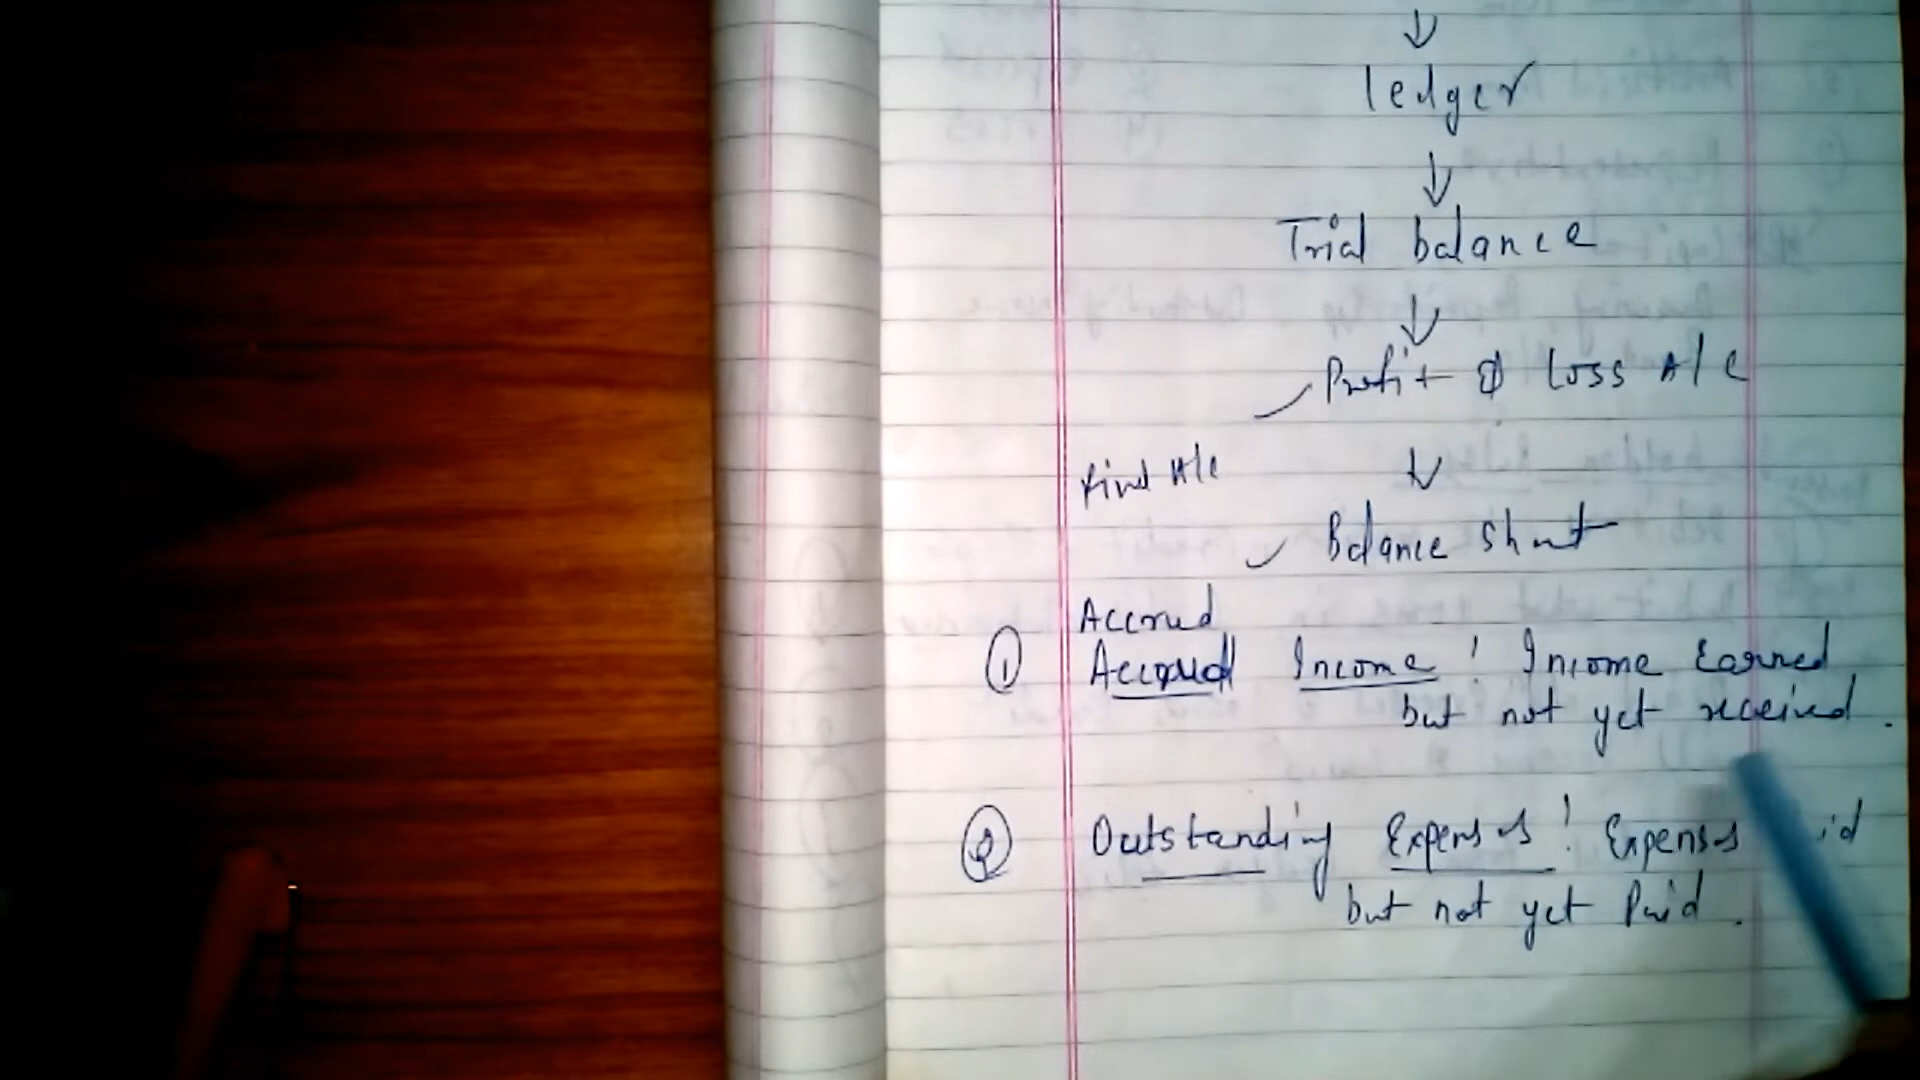 ↓
ledger
↓
Trial balance
↓
Profit & Loss A/c
final A/c
↓
Balance sheet
Accrued
① Accrued Income : Income Earned
but not yet received.
② Outstanding Expenses : Expenses
but not yet Paid.